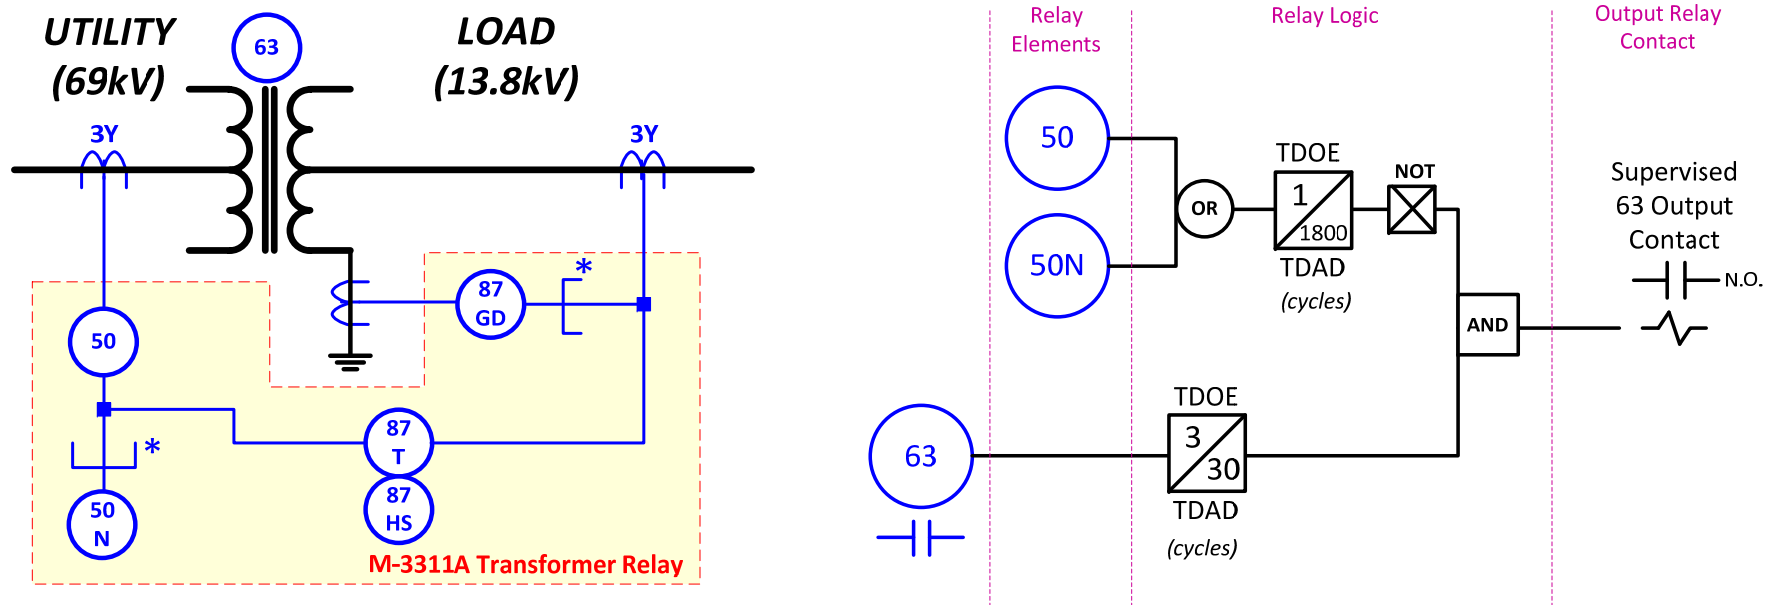 UTILITY
(69kV)
63
LOAD
(13.8kV)
3Y
3Y
87
GD
*
50
*
87
T
87
HS
50
N
M-3311A Transformer Relay
Relay
Elements
Relay Logic
Output Relay
Contact
50
50N
OR
TDOE
1
1800
TDAD
(cycles)
NOT
AND
Supervised
63 Output
Contact
N.O.
63
TDOE
3
30
TDAD
(cycles)